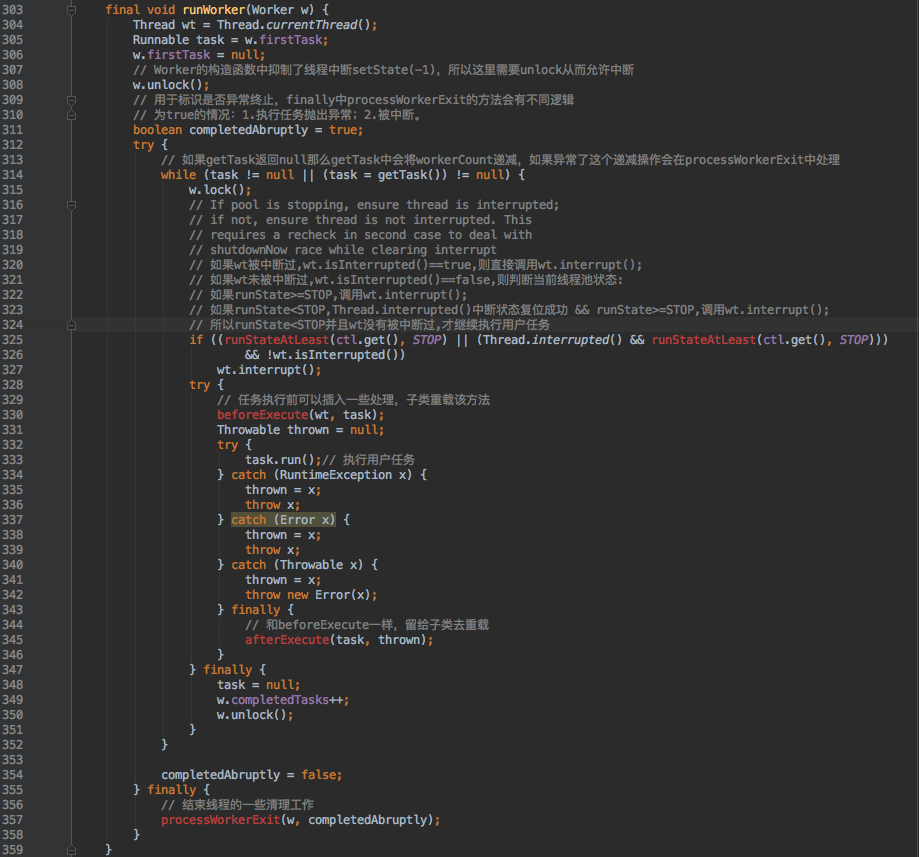 303 final void runWorker(Worker w) {
304 Thread wt = Thread.currentThread();
305 Runnable task = w.firstTask;
306 w.firstTask = null;
307 // Worker的构造函数中抑制了线程中断setState(-1)，所以这里需要unlock从而允许中断
308 w.unlock();
309 // 用于标识是否异常终止，finally中processWorkerExit的方法会有不同逻辑
310 // 为true的情况：1.执行任务抛出异常；2.被中断。
311 boolean completedAbruptly = true;
312 try {
313 // 如果getTask返回null那么getTask中会将workerCount递减，如果异常了这个递减操作会在processWorkerExit中处理
314 while (task != null || (task = getTask()) != null) {
315 w.lock();
316 // If pool is stopping, ensure thread is interrupted;
317 // if not, ensure thread is not interrupted. This
318 // requires a recheck in second case to deal with
319 // shutdownNow race while clearing interrupt
320 // 如果wt被中断过,wt.isInterrupted()==true,则直接调用wt.interrupt();
321 // 如果wt未被中断过,wt.isInterrupted()==false,则判断当前线程池状态:
322 // 如果runState>=STOP,调用wt.interrupt();
323 // 如果runState<STOP,Thread.interrupted()中断状态复位成功 && runState>=STOP,调用wt.interrupt();
324 // 所以runState<STOP并且wt没有被中断过,才继续执行用户任务
325 if ((runStateAtLeast(ctl.get(), STOP) || (Thread.interrupted() && runStateAtLeast(ctl.get(), STOP)))
326 && !wt.isInterrupted())
327 wt.interrupt();
328 try {
329 // 任务执行前可以插入一些处理，子类重载该方法
330 beforeExecute(wt, task);
331 Throwable thrown = null;
332 try {
333 task.run();// 执行用户任务
334 } catch (RuntimeException x) {
335 thrown = x;
336 throw x;
337 } catch (Error x) {
338 thrown = x;
339 throw x;
340 } catch (Throwable x) {
341 thrown = x;
342 throw new Error(x);
343 } finally {
344 // 和beforeExecute一样，留给子类去重载
345 afterExecute(task, thrown);
346 }
347 } finally {
348 task = null;
349 w.completedTasks++;
350 w.unlock();
351 }
352 }
353
354 completedAbruptly = false;
355 } finally {
356 // 结束线程的一些清理工作
357 processWorkerExit(w, completedAbruptly);
358 }
359 }